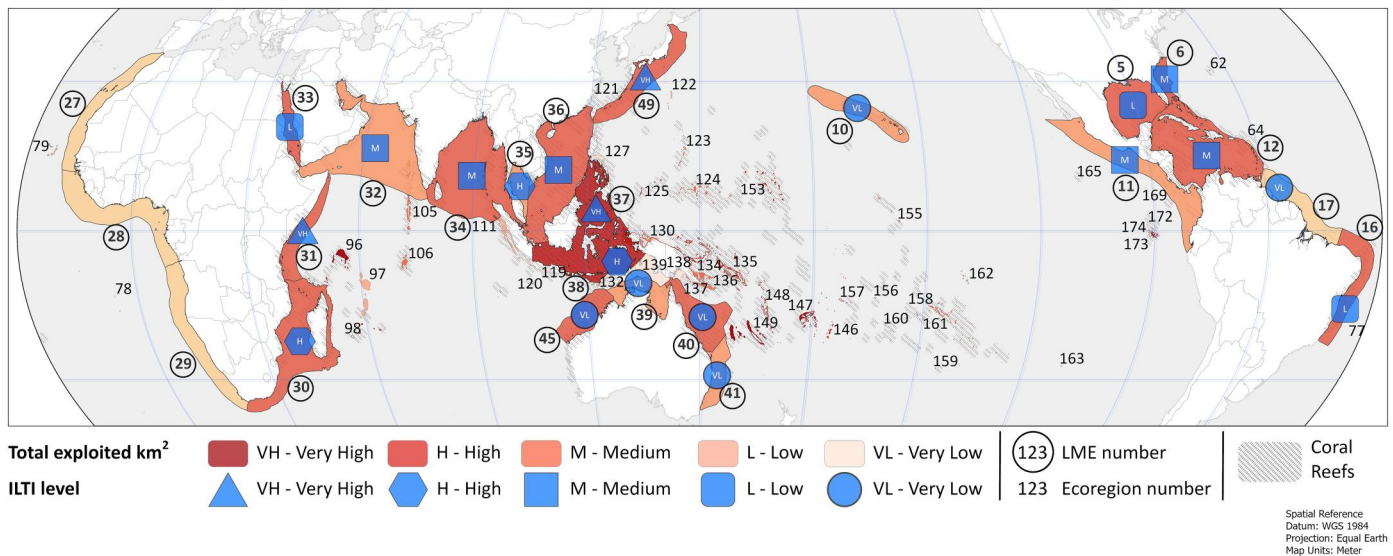 6
5
62
27
33
122
121
49
M
VH
VL
L
36
10
L
79
64
12
35
127
123
M
M
M
M
M
H
165
11
VL
124
153
125
37
169
32
105
VH
155
17
172
28
34
111
174
16
130
173
VH
31
96
106
H
139
138
134
135
119
162
97
132
136
78
120
38
VL
137
157
156
148
158
L
39
147
VL
VL
149
160
161
98
146
77
H
45
40
159
163
29
VL
30
41
Total exploited km²
VH - Very High
H - High
M - Medium
L - Low
VL - Very Low
123 LME number
Coral
Reefs
ILTI level
VH - Very High
H - High
M - Medium
L - Low
VL - Very Low
123 Ecoregion number
Spatial Reference
Datum: WGS 1984
Projection: Equal Earth
Map Units: Meter